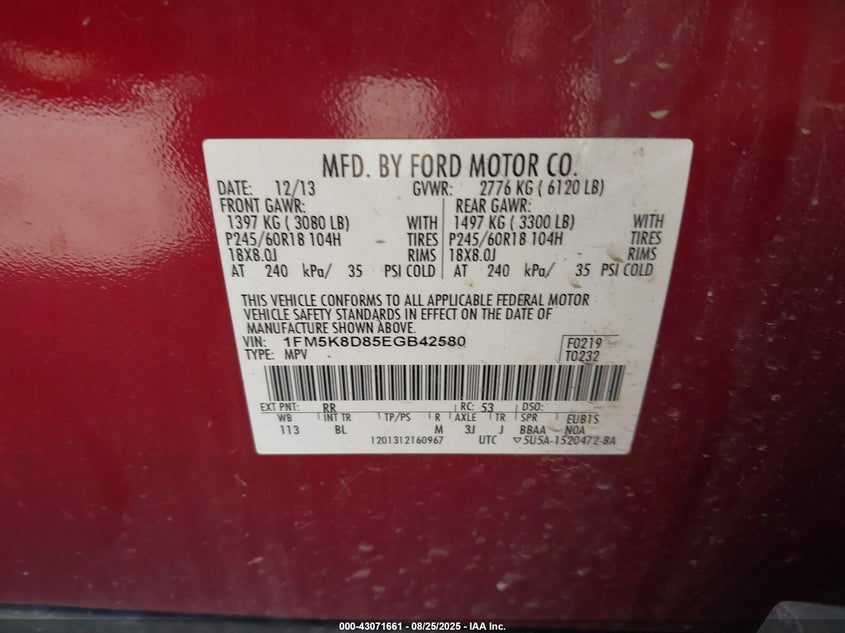 MFD. BY FORD MOTOR CO.
DATE: 12/13 GVWR: 2776 KG ( 6120 LB)
FRONT GAWR: REAR GAWR:
1397 KG ( 3080 LB) WITH 1497 KG ( 3300 LB) WITH
P245/60R18 104H TIRES P245/60R18 104H TIRES
18X8.0J RIMS 18X8.0J RIMS
AT 240 kPa/ 35 PSI COLD AT 240 kPa/ 35 PSI COLD
THIS VEHICLE CONFORMS TO ALL APPLICABLE FEDERAL MOTOR
VEHICLE SAFETY STANDARDS IN EFFECT ON THE DATE OF
MANUFACTURE SHOWN ABOVE
VIN: 1FM5K8D85EGB42580 F0219
TYPE: MPV T0232
EXT PNT: RR RC: 53 DSO:
WB INT TR TP/PS R AXLE TR SPR EUB1S
113 BL M 3J J BBAA NOA
1201312160967 UTC ▽5U5A-1520472-BA
000-43071661 - 08/25/2025 - IAA Inc.